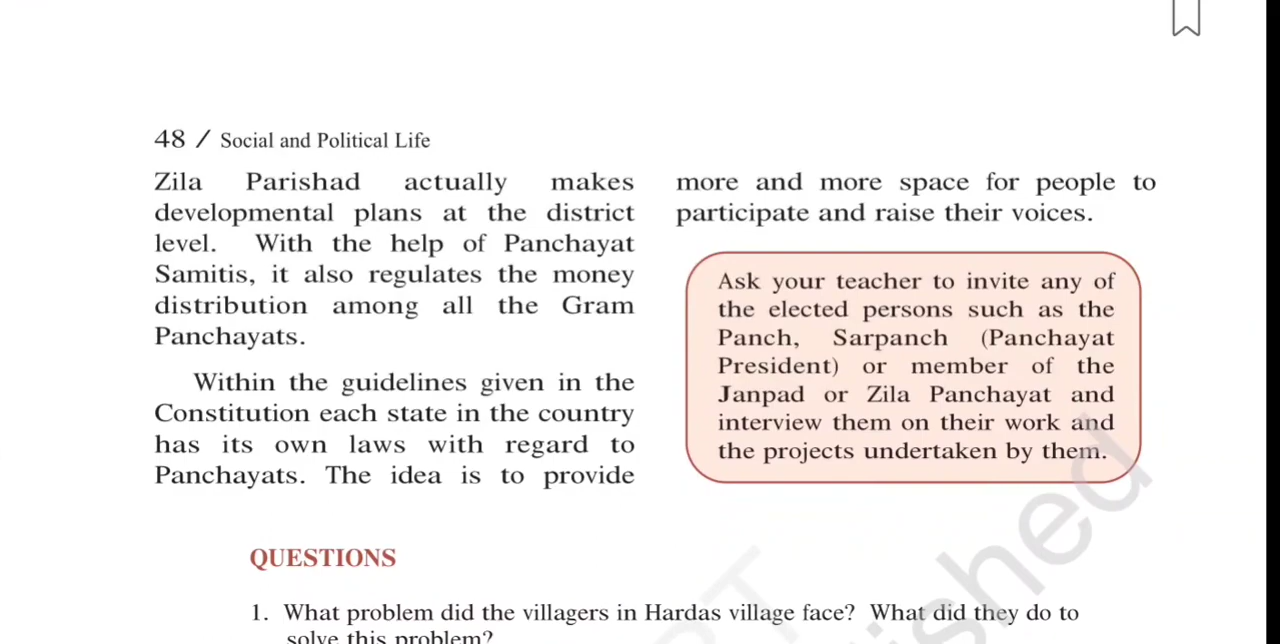 48 / Social and Political Life
Zila Parishad actually makes
developmental plans at the district
level. With the help of Panchayat
Samitis, it also regulates the money
distribution among all the Gram
Panchayats.
Within the guidelines given in the
Constitution each state in the country
has its own laws with regard to
Panchayats. The idea is to provide
more and more space for people to
participate and raise their voices.
Ask your teacher to invite any of
the elected persons such as the
Panch, Sarpanch (Panchayat
President) or member of the
Janpad or Zila Panchayat and
interview them on their work and
the projects undertaken by them.
QUESTIONS
1. What problem did the villagers in Hardas village face? What did they do to
solve this problem?